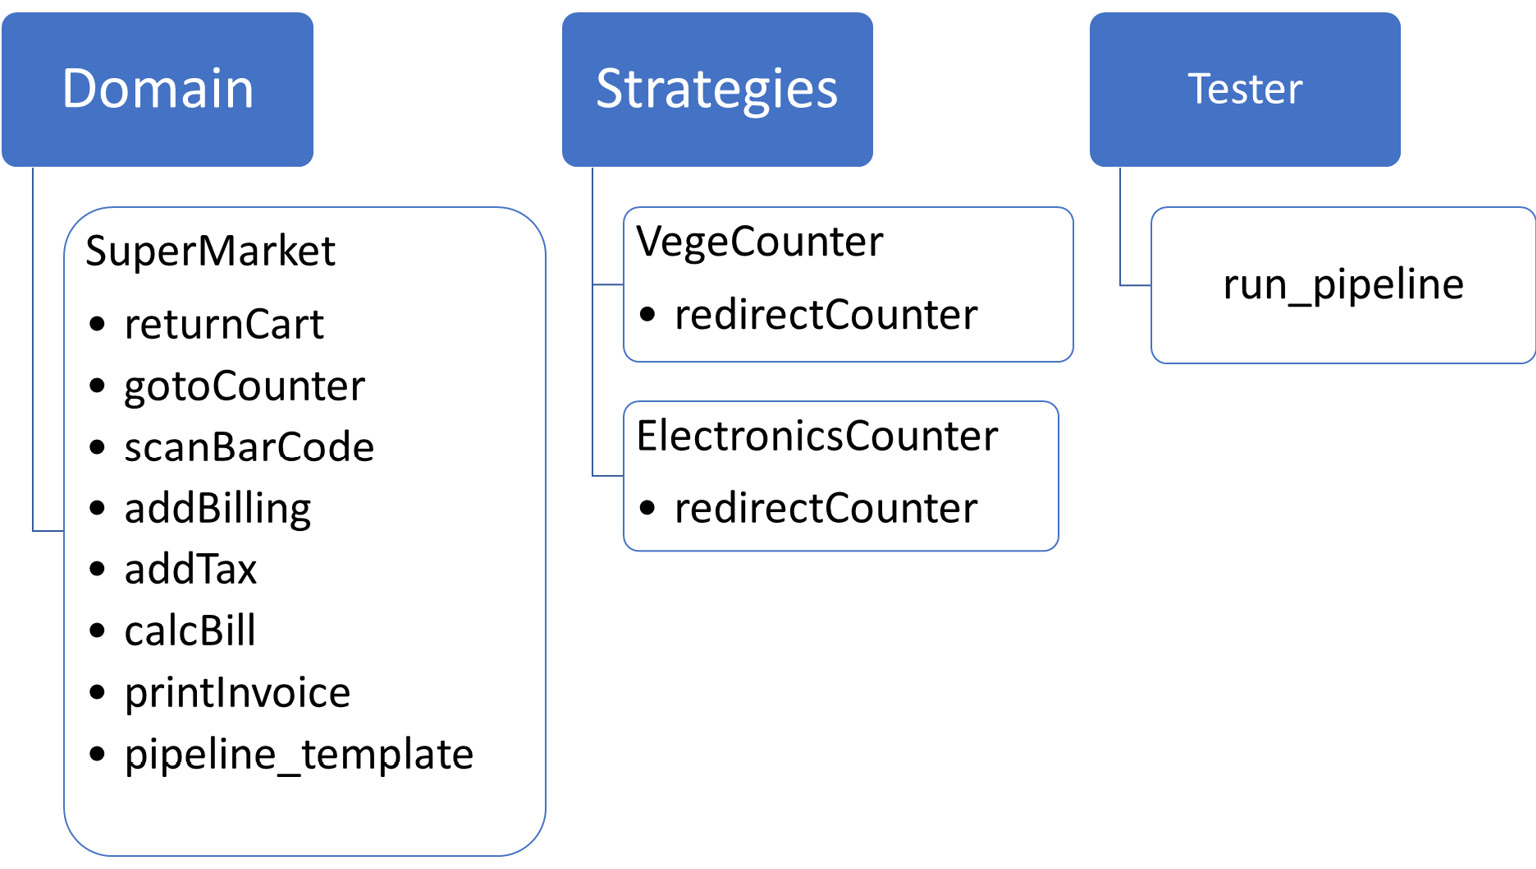 Domain
SuperMarket
• returnCart
• gotoCounter
• scanBarCode
• addBilling
• addTax
• calcBill
• printInvoice
• pipeline_template
Strategies
VegeCounter
• redirectCounter
ElectronicsCounter
• redirectCounter
Tester
run_pipeline